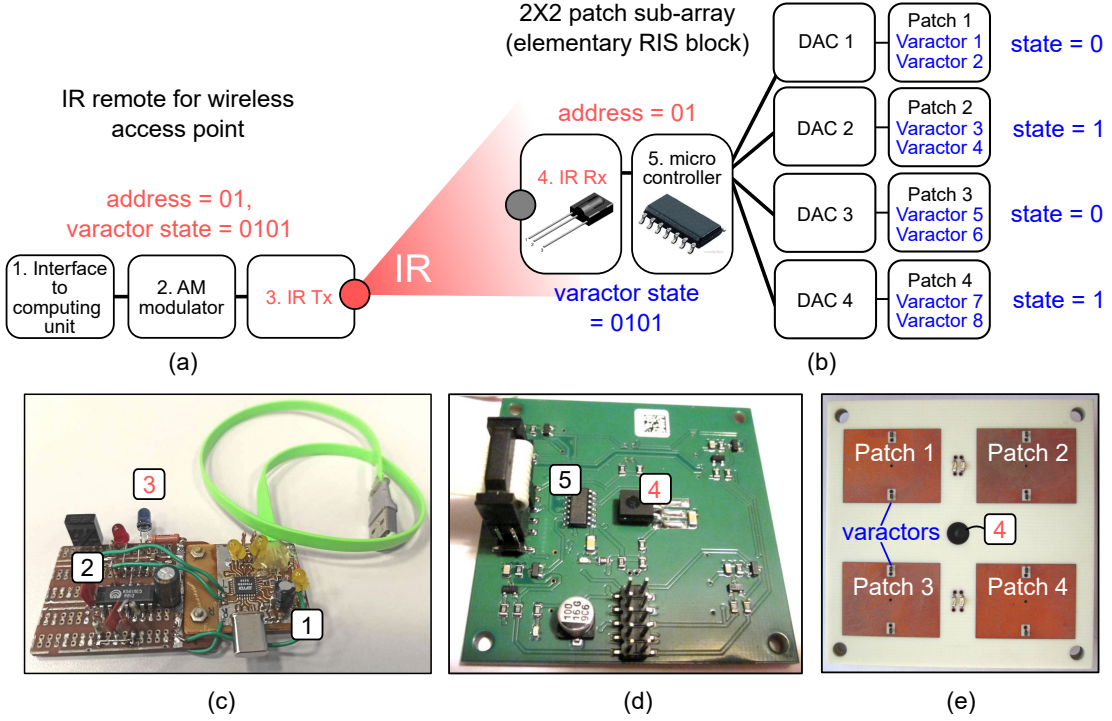 IR remote for wireless
access point
address = 01,
varactor state = 0101
1. Interface
to
computing
unit
2. AM
modulator
3. IR Tx
IR
(a)
2X2 patch sub-array
(elementary RIS block)
address = 01
4. IR Rx
5. micro
controller
varactor state
= 0101
DAC 1
Patch 1
Varactor 1
Varactor 2
state = 0
DAC 2
Patch 2
Varactor 3
Varactor 4
state = 1
DAC 3
Patch 3
Varactor 5
Varactor 6
state = 0
DAC 4
Patch 4
Varactor 7
Varactor 8
state = 1
(b)
3
2
1
(c)
5
4
100
16
(d)
Patch 1
Patch 2
varactors
4
Patch 3
Patch 4
(e)